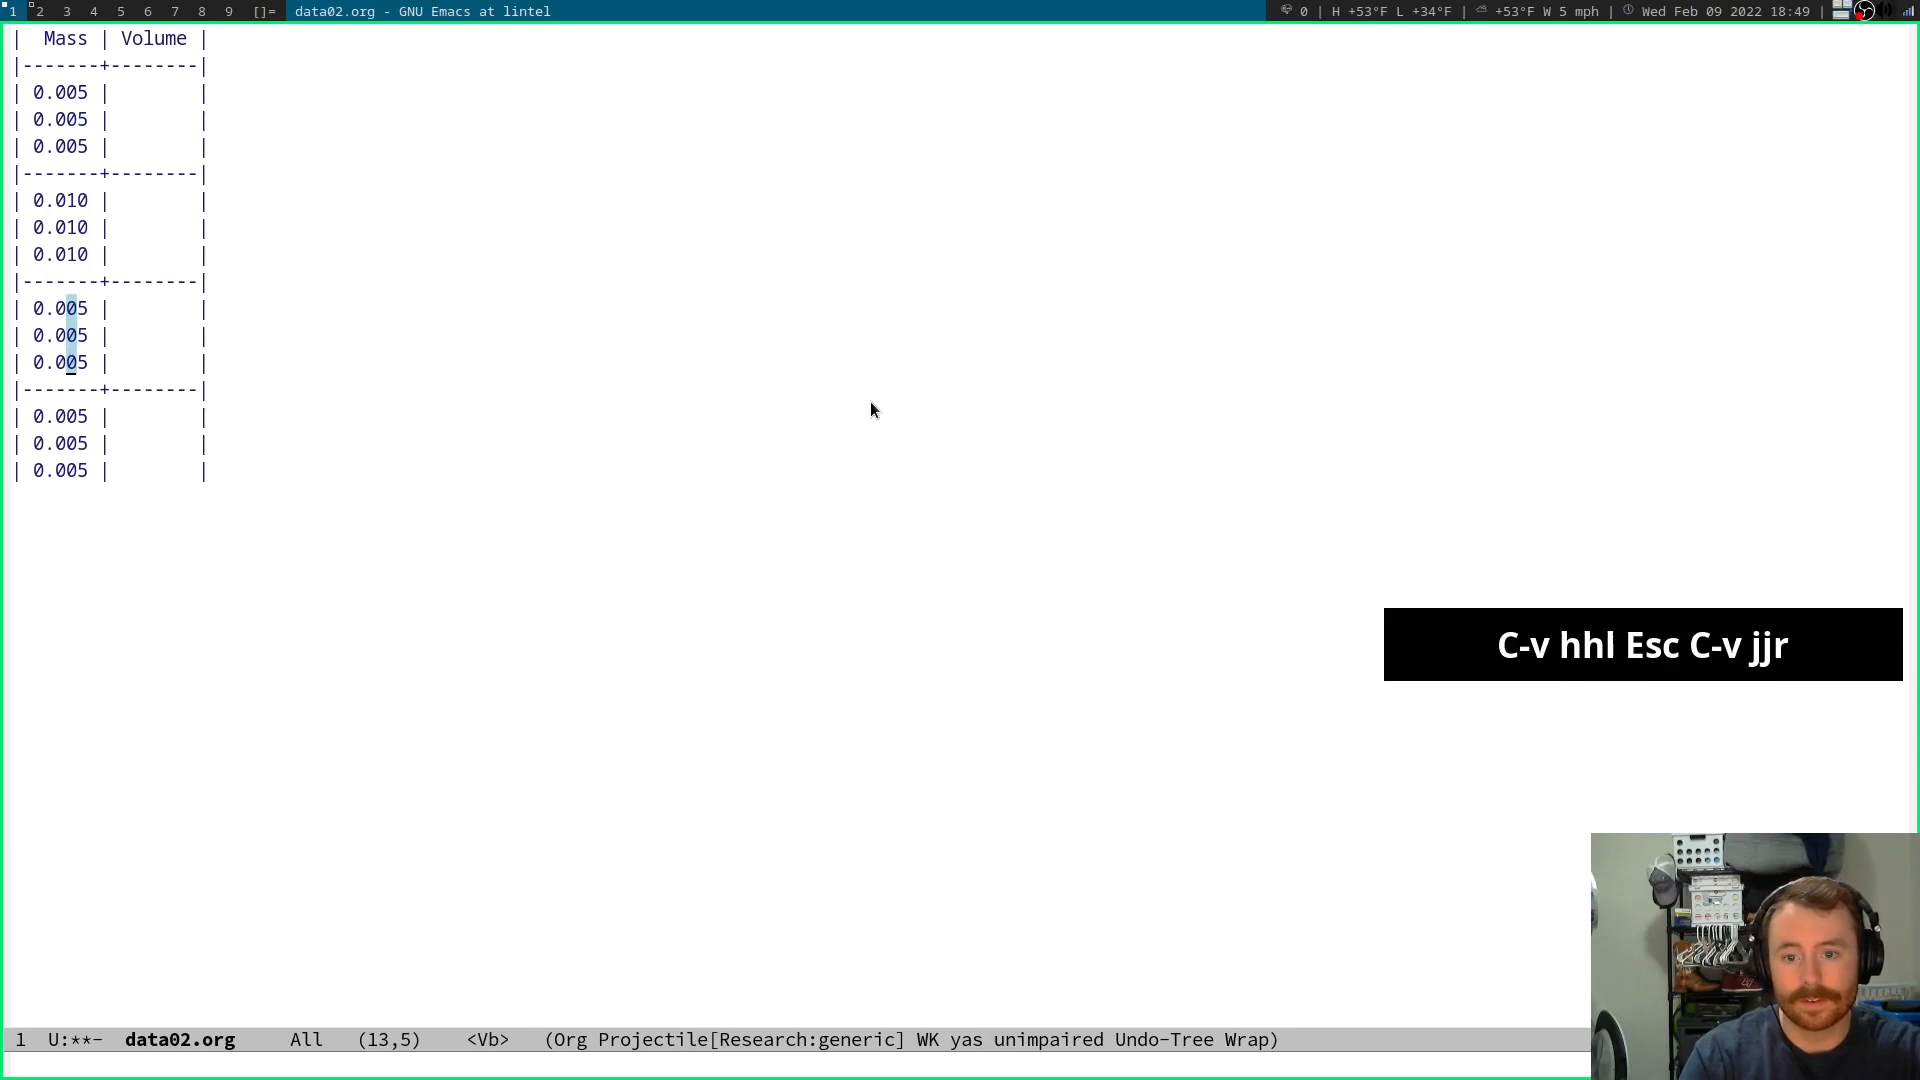 1 2 3 4 5 6 7 8 9 []= data02.org - GNU Emacs at lintel 0 | H +53°F L +34°F | +53°F W 5 mph | Wed Feb 09 2022 18:49 |
|  Mass | Volume |
|-------+--------|
| 0.005 |        |
| 0.005 |        |
| 0.005 |        |
|-------+--------|
| 0.010 |        |
| 0.010 |        |
| 0.010 |        |
|-------+--------|
| 0.005 |        |
| 0.005 |        |
| 0.005 |        |
|-------+--------|
| 0.005 |        |
| 0.005 |        |
| 0.005 |        |
C-v hhl Esc C-v jjr
1 U:**- data02.org All (13,5) <Vb> (Org Projectile[Research:generic] WK yas unimpaired Undo-Tree Wrap)